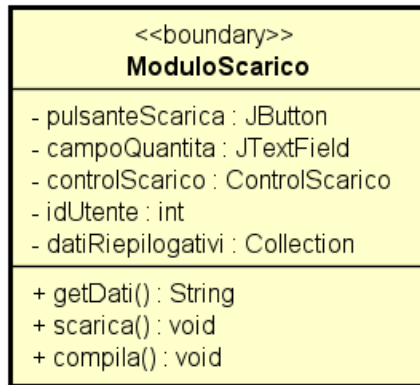 <<boundary>>
ModuloScarico
- pulsanteScarica : JButton
- campoQuantita : JTextField
- controlScarico : ControlScarico
- idUtente : int
- datiRiepilogativi : Collection
+ getDati() : String
+ scarica() : void
+ compila() : void